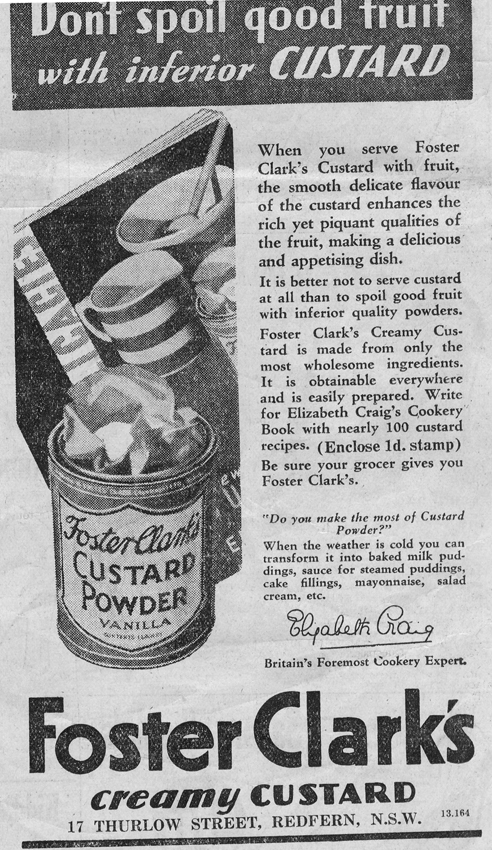 Don't spoil good fruit
with inferior CUSTARD
When you serve Foster
Clark's Custard with fruit,
the smooth delicate flavour
of the custard enhances the
rich yet piquant qualities of
the fruit, making a delicious
and appetising dish.
It is better not to serve custard
at all than to spoil good fruit
with inferior quality powders.
Foster Clark's Creamy Cus-
tard is made from only the
most wholesome ingredients.
It is obtainable everywhere
and is easily prepared. Write
for Elizabeth Craig's Cookery
Book with nearly 100 custard
recipes. (Enclose 1d. stamp)
Be sure your grocer gives you
Foster Clark's.
"Do you make the most of Custard
Powder?"
When the weather is cold you can
transform it into baked milk pud-
dings, sauce for steamed puddings,
cake fillings, mayonnaise, salad
cream, etc.
Elizabeth Craig
Britain's Foremost Cookery Expert.
Foster Clark's
CUSTARD
POWDER
VANILLA
Foster Clark's
creamy CUSTARD
17 THURLOW STREET, REDFERN, N.S.W.
13.164